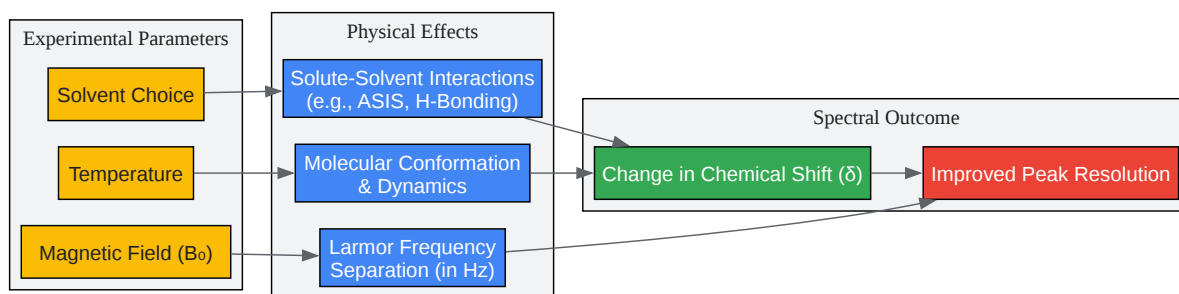 Experimental Parameters
Solvent Choice
Temperature
Magnetic Field (B₀)
Physical Effects
Solute-Solvent Interactions
(e.g., ASIS, H-Bonding)
Molecular Conformation
& Dynamics
Larmor Frequency
Separation (in Hz)
Spectral Outcome
Change in Chemical Shift (δ)
Improved Peak Resolution